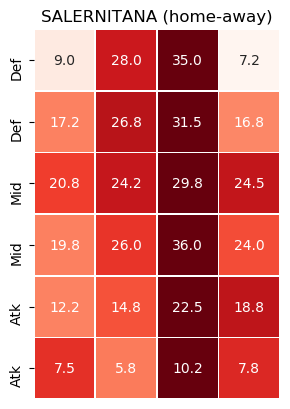 SALERNITANA (home-away)
Def 9.0 28.0 35.0 7.2
Def 17.2 26.8 31.5 16.8
Mid 20.8 24.2 29.8 24.5
Mid 19.8 26.0 36.0 24.0
Atk 12.2 14.8 22.5 18.8
Atk 7.5 5.8 10.2 7.8